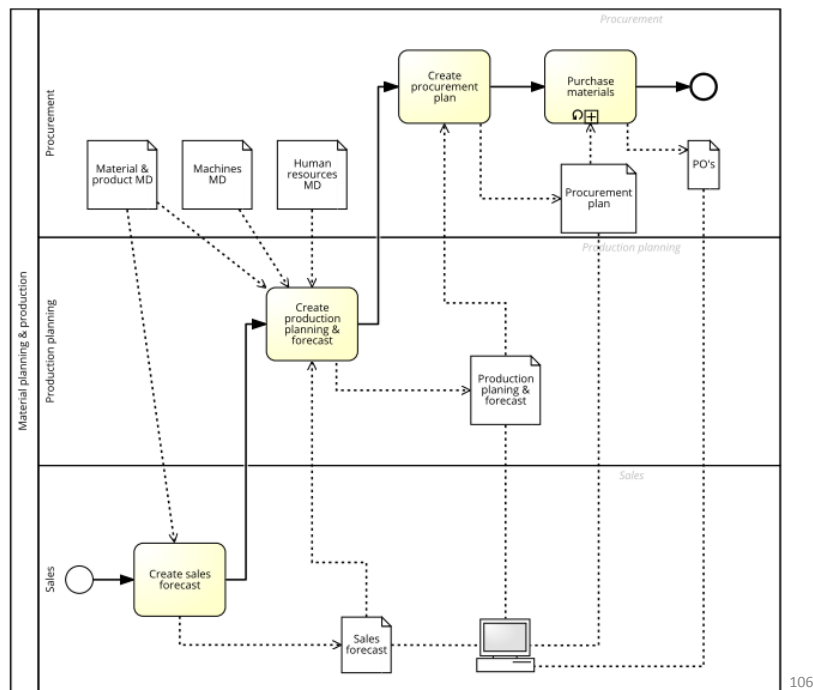 Procurement
Create
procurement
plan
Purchase
materials
Procurement
Material &
product MD
Machines
MD
Human
resources
MD
PO's
Procurement
plan
Production planning
Material planning & production
Production planning
Create
production
planning &
forecast
Production
planing &
forecast
Sales
Sales
Create sales
forecast
Sales
forecast
106